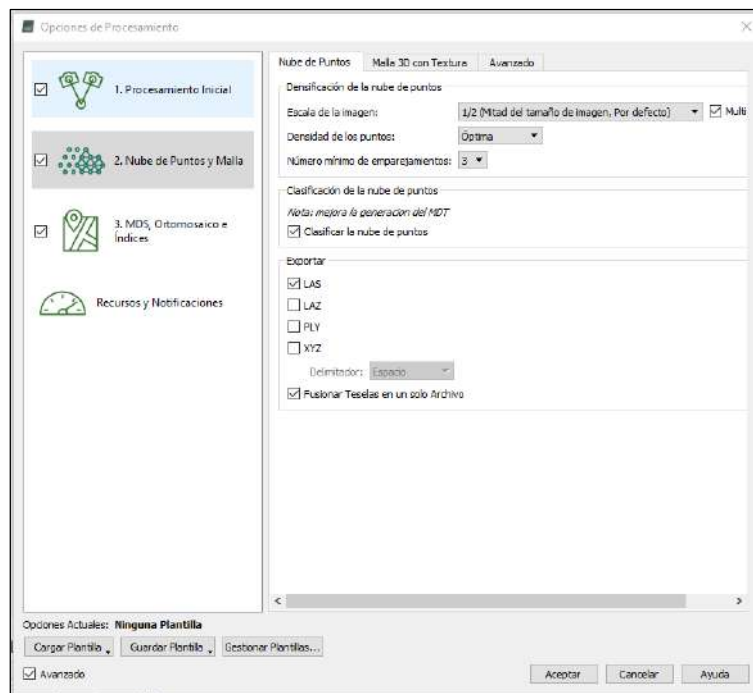 Opciones de Procesamiento
1. Procesamiento Inicial
2. Nube de Puntos y Malla
3. MDS, Ortomosaico e
Índices
Recursos y Notificaciones
Nube de Puntos Malla 3D con Textura Avanzado
Densificación de la nube de puntos
Escala de la imagen: 1/2 (Mitad del tamaño de imagen, Por defecto) Multi
Densidad de los puntos: Óptima
Número mínimo de emparejamientos: 3
Clasificación de la nube de puntos
Nota: mejora la generacion del MDT
Clasificar la nube de puntos
Exportar
LAS
LAZ
PLY
XYZ
Delimitador: Espacio
Fusionar Teselas en un solo Archivo
Opciones Actuales: Ninguna Plantilla
Cargar Plantilla Guardar Plantilla Gestionar Plantillas...
Avanzado
Aceptar Cancelar Ayuda